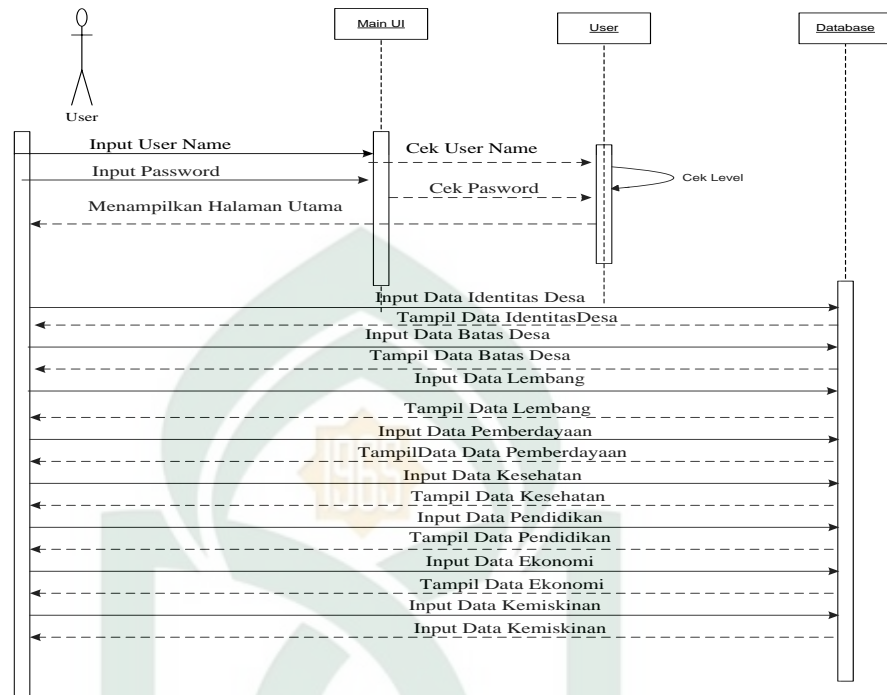 Main UI
User
Database
User
Input User Name
Cek User Name
Input Password
Cek Level
Cek Pasword
Menampilkan Halaman Utama
Input Data Identitas Desa
Tampil Data IdentitasDesa
Input Data Batas Desa
Tampil Data Batas Desa
Input Data Lembang
Tampil Data Lembang
Input Data Pemberdayaan
TampilData Data Pemberdayaan
Input Data Kesehatan
Tampil Data Kesehatan
Input Data Pendidikan
Tampil Data Pendidikan
Input Data Ekonomi
Tampil Data Ekonomi
Input Data Kemiskinan
Input Data Kemiskinan
1965